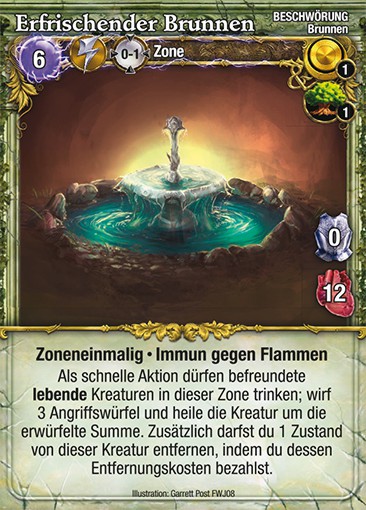 Erfrischender Brunnen
BESCHWÖRUNG
Brunnen
6
0-1
Zone
1
1
0
12
Zoneneinmalig • Immun gegen Flammen
Als schnelle Aktion dürfen befreundete
lebende Kreaturen in dieser Zone trinken; wirf
3 Angriffswürfel und heile die Kreatur um die
erwürfelte Summe. Zusätzlich darfst du 1 Zustand
von dieser Kreatur entfernen, indem du dessen
Entfernungskosten bezahlst.
Illustration: Garrett Post FWJ08